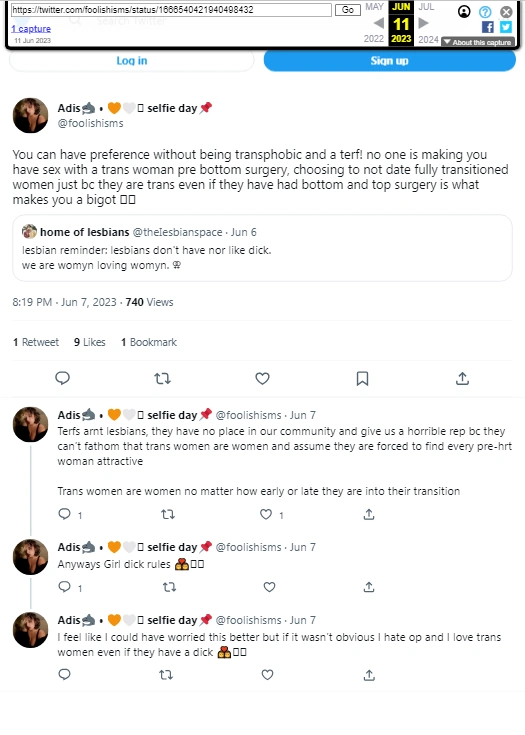 https://twitter.com/foolishisms/status/1666540421940498432 Go MAY JUN JUL
1 capture 11
11 Jun 2023 2022 2023 2024 About this capture
Search Twitter
Log in Sign up
Adis • selfie day
@foolishisms
You can have preference without being transphobic and a terf! no one is making you
have sex with a trans woman pre bottom surgery, choosing to not date fully transitioned
women just bc they are trans even if they have had bottom and top surgery is what
makes you a bigot
home of lesbians @thelesbianspace · Jun 6
lesbian reminder: lesbians don't have nor like dick.
we are womyn loving womyn.
8:19 PM · Jun 7, 2023 · 740 Views
1 Retweet 9 Likes 1 Bookmark
Adis • selfie day @foolishisms · Jun 7
Terfs arnt lesbians, they have no place in our community and give us a horrible rep bc they
can't fathom that trans women are women and assume they are forced to find every pre-hrt
woman attractive
Trans women are women no matter how early or late they are into their transition
1 1
Adis • selfie day @foolishisms · Jun 7
Anyways Girl dick rules
1
Adis • selfie day @foolishisms · Jun 7
I feel like I could have worried this better but if it wasn't obvious I hate op and I love trans
women even if they have a dick